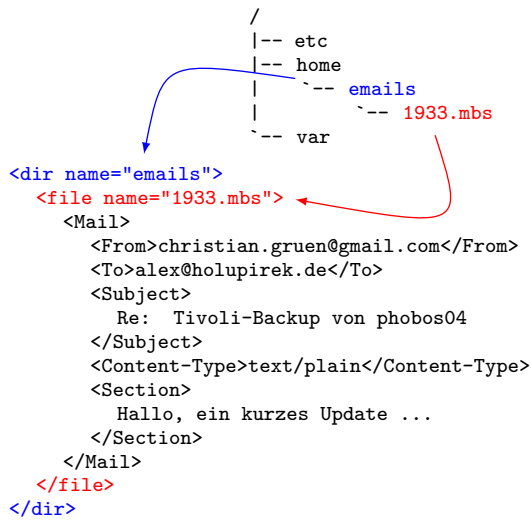 /
|-- etc
|-- home
|   `-- emails
|       `-- 1933.mbs
`-- var
<dir name="emails">
<file name="1933.mbs">
<Mail>
<From>christian.gruen@gmail.com</From>
<To>alex@holupirek.de</To>
<Subject>
Re: Tivoli-Backup von phobos04
</Subject>
<Content-Type>text/plain</Content-Type>
<Section>
Hallo, ein kurzes Update ...
</Section>
</Mail>
</file>
</dir>